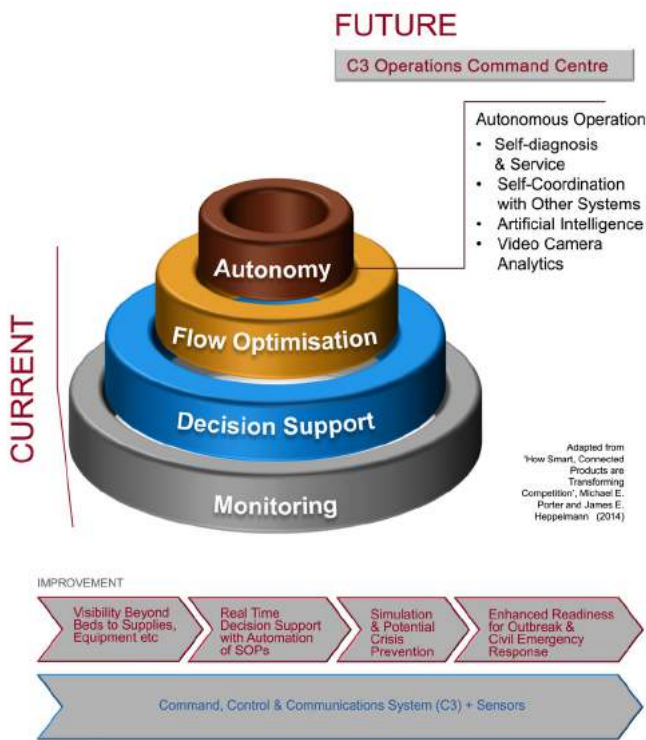 FUTURE
C3 Operations Command Centre
Autonomous Operation
• Self-diagnosis
& Service
• Self-Coordination
with Other Systems
• Artificial Intelligence
• Video Camera
Analytics
CURRENT
Autonomy
Flow Optimisation
Decision Support
Monitoring
Adapted from
'How Smart, Connected
Products are
Transforming
Competition', Michael E.
Porter and James E.
Heppelmann (2014)
IMPROVEMENT
Visibility Beyond
Beds to Supplies,
Equipment etc
Real Time
Decision Support
with Automation
of SOPs
Simulation
& Potential
Crisis
Prevention
Enhanced Readiness
for Outbreak &
Civil Emergency
Response
Command, Control & Communications System (C3) + Sensors